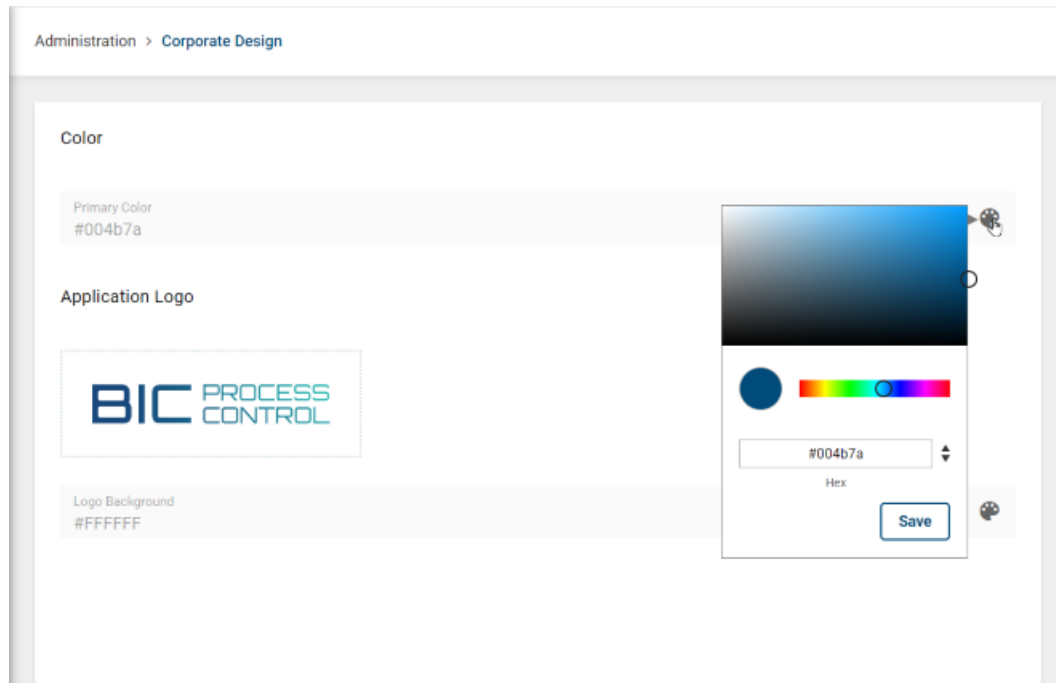 Administration > Corporate Design
Color
Primary Color
#004b7a
Application Logo
BIC PROCESS
CONTROL
#004b7a
Hex
Logo Background
#FFFFFF
Save